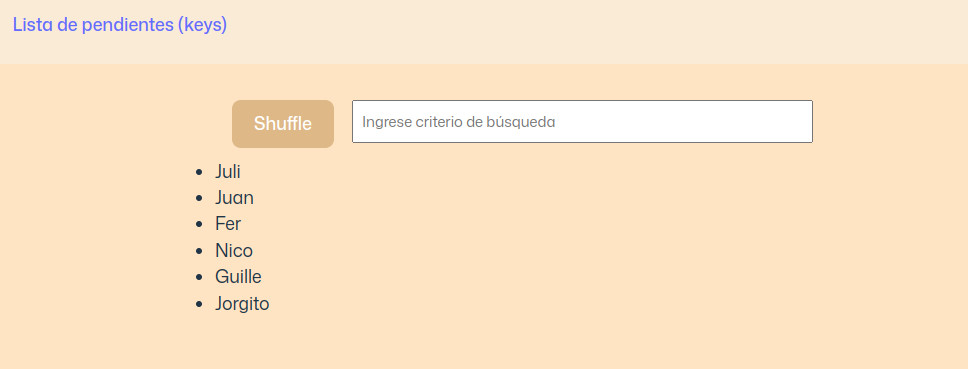 Lista de pendientes (keys)
Shuffle
Ingrese criterio de búsqueda
Juli
Juan
Fer
Nico
Guille
Jorgito